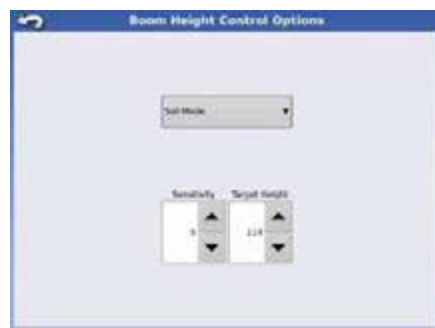 Boom Height Control Options
Soil Mode
Sensitivity Target Height
5 114